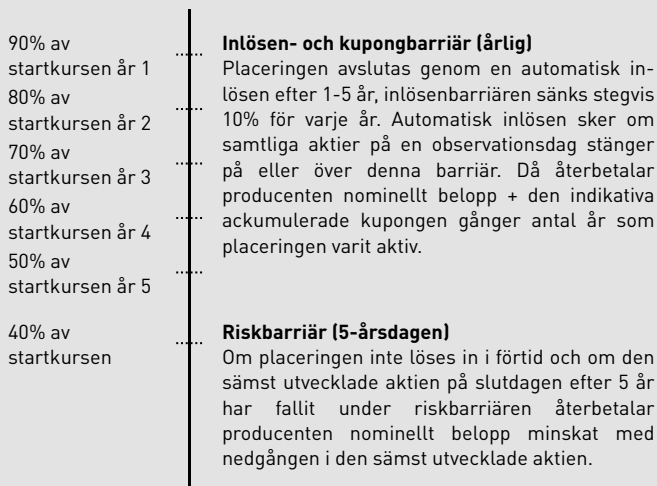 90% av
startkursen år 1
80% av
startkursen år 2
70% av
startkursen år 3
60% av
startkursen år 4
50% av
startkursen år 5
40% av
startkursen
Inlösen- och kupongbarriär (årlig)
Placeringen avslutas genom en automatisk in-
lösen efter 1-5 år, inlösenbarriären sänks stegvis
10% för varje år. Automatisk inlösen sker om
samtliga aktier på en observationsdag stänger
på eller över denna barriär. Då återbetalar
producenten nominellt belopp + den indikativa
ackumulerade kupongen gånger antal år som
placeringen varit aktiv.
Riskbarriär (5-årsdagen)
Om placeringen inte löses in i förtid och om den
sämst utvecklade aktien på slutdagen efter 5 år
har fallit under riskbarriären återbetalar
producenten nominellt belopp minskat med
nedgången i den sämst utvecklade aktien.